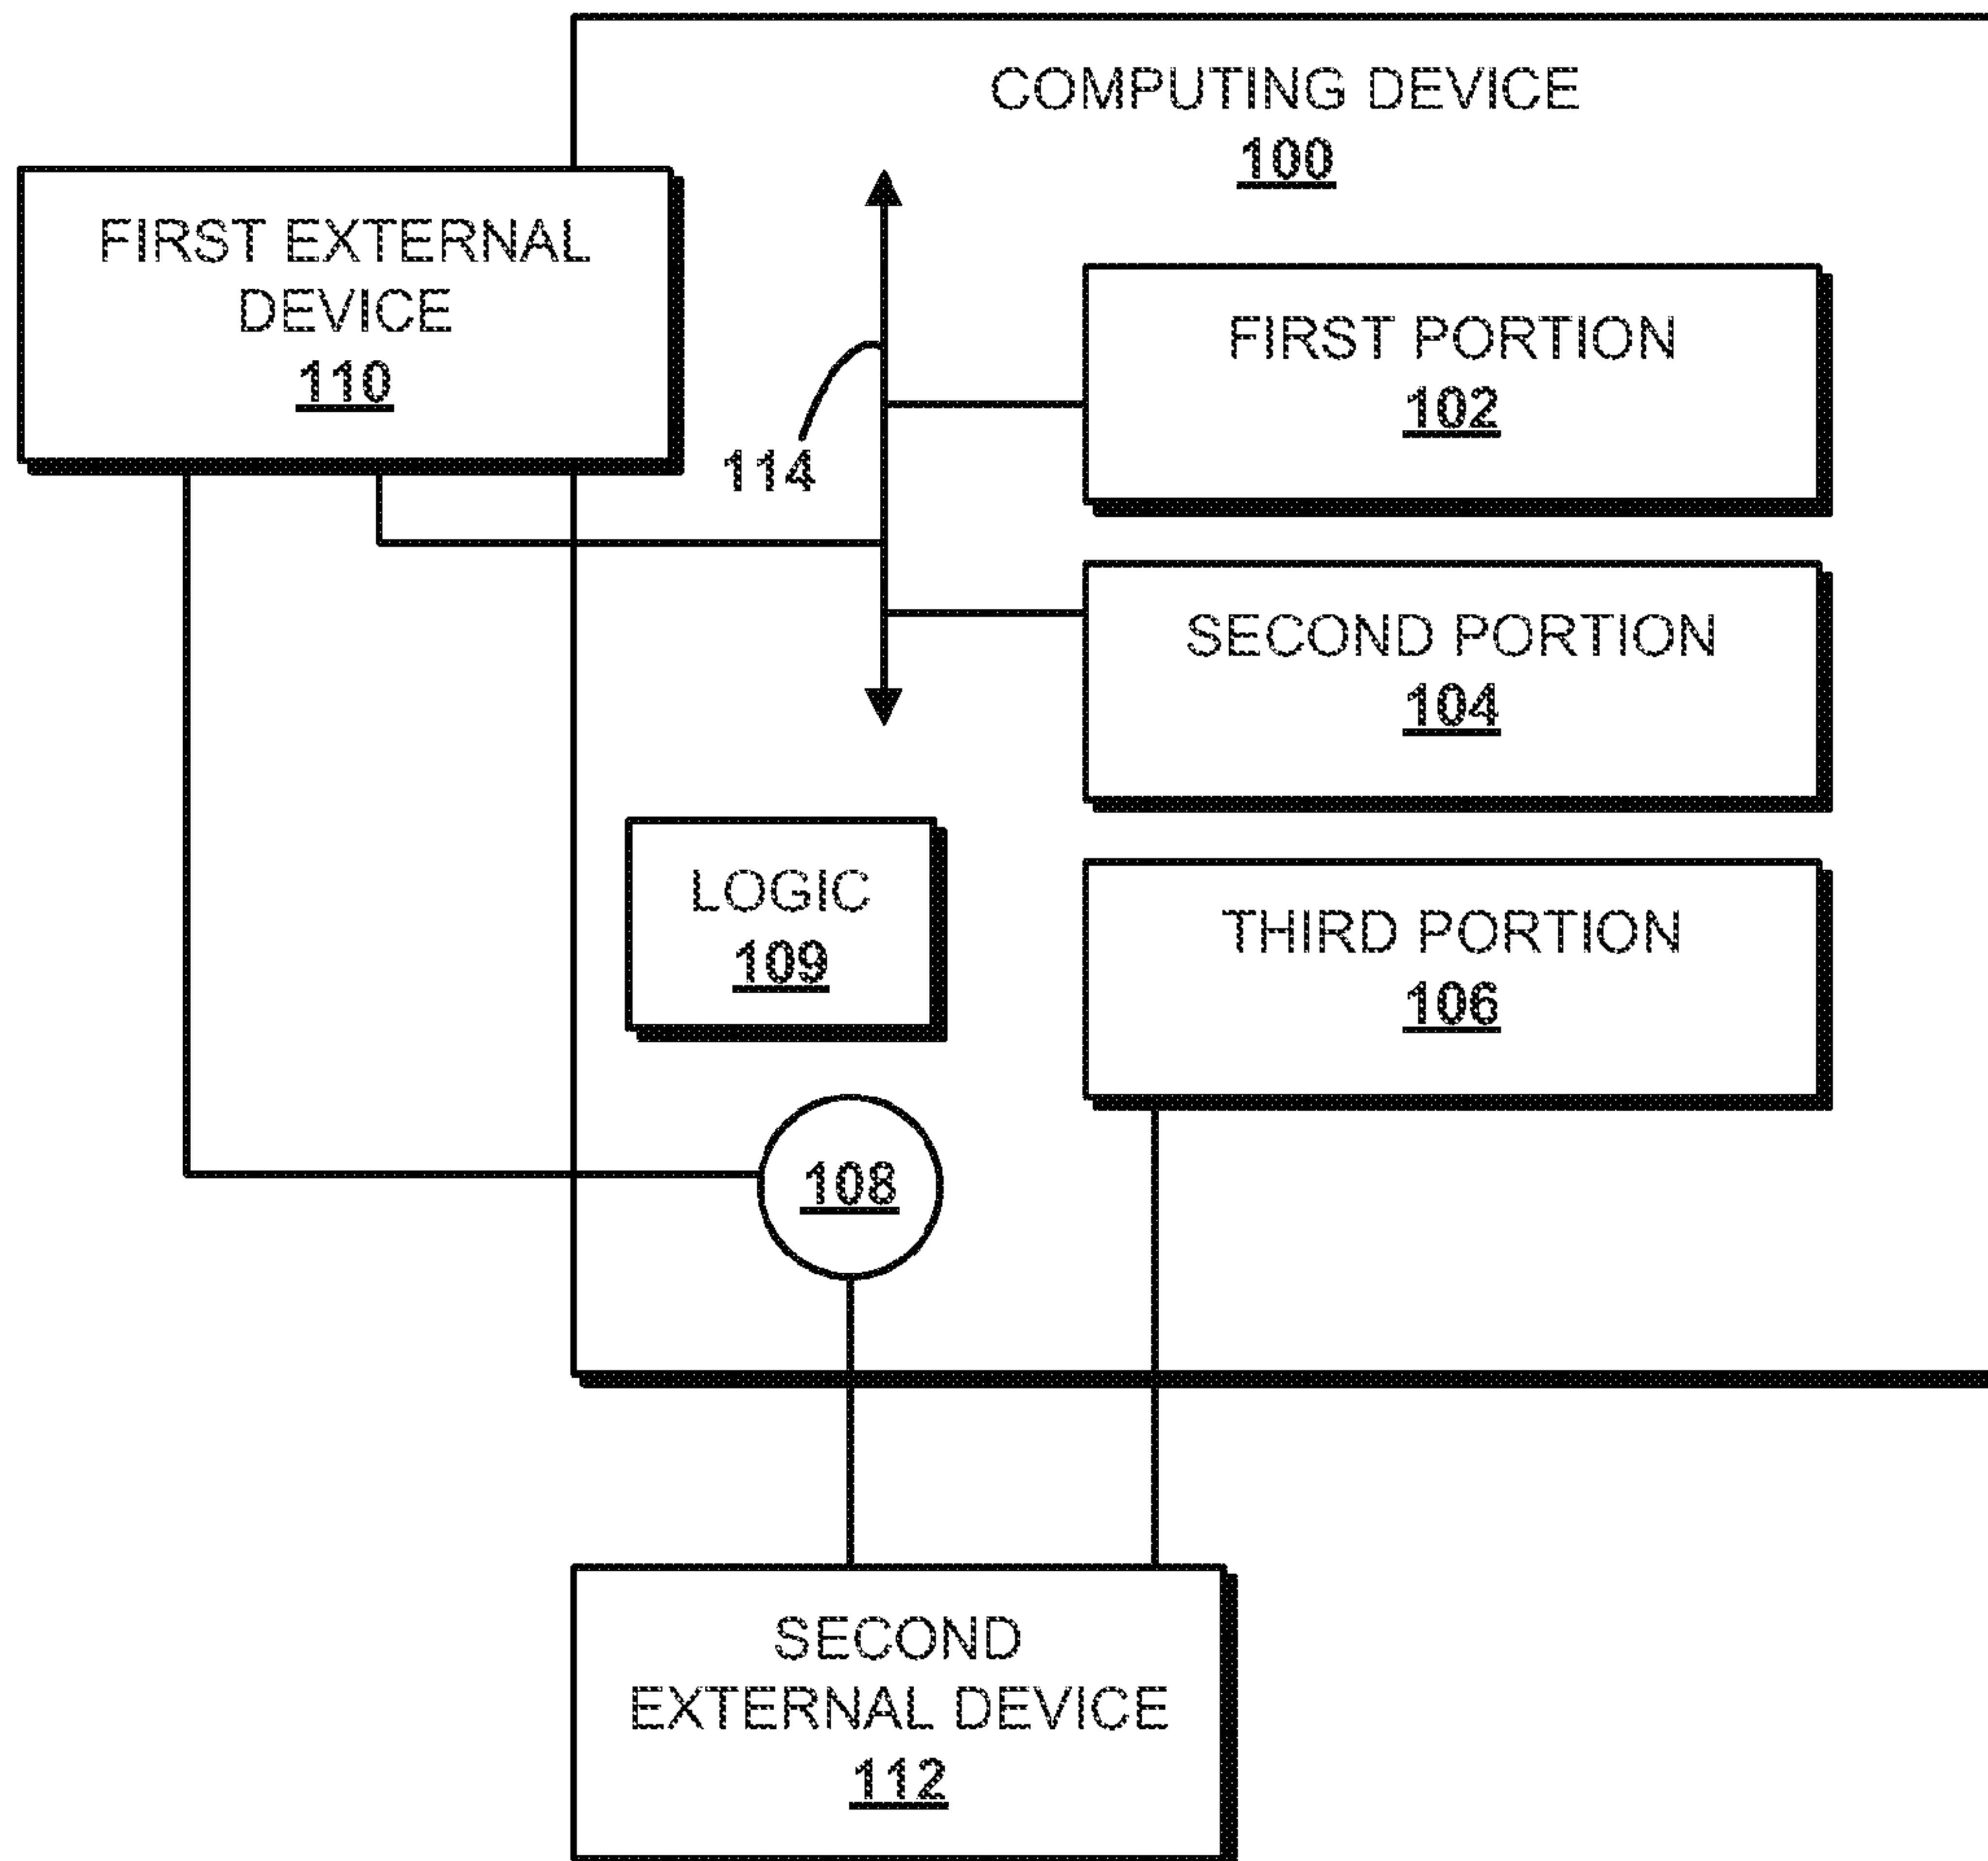 COMPUTING DEVICE
100
FIRST EXTERNAL
DEVICE
110
114
FIRST PORTION
102
SECOND PORTION
104
LOGIC
109
THIRD PORTION
106
108
SECOND
EXTERNAL DEVICE
112